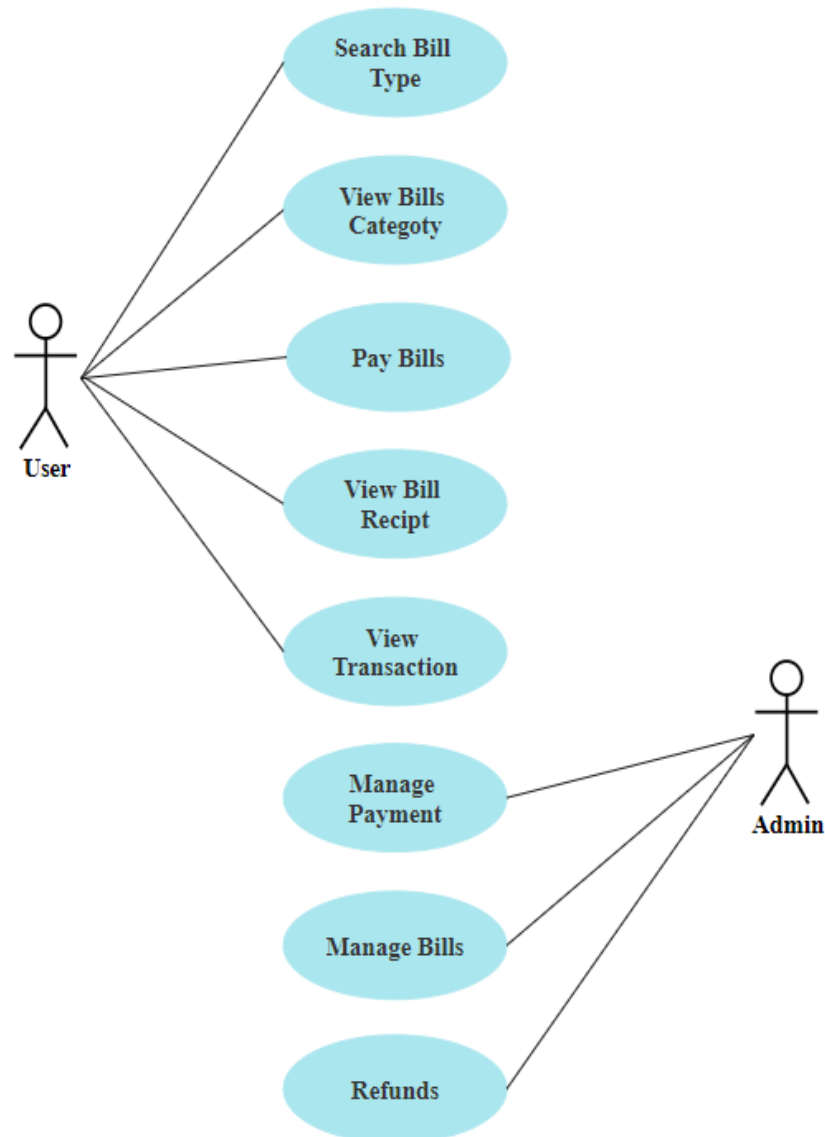 Search Bill
Type
View Bills
Categoty
Pay Bills
User
View Bill
Recipt
View
Transaction
Manage
Payment
Admin
Manage Bills
Refunds